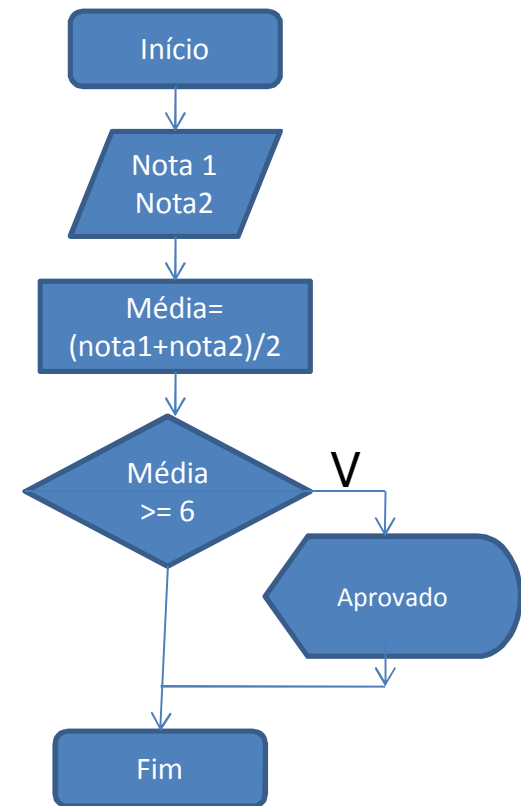 Início
Nota 1
Nota2
Média=
(nota1+nota2)/2
Média
>= 6
V
Aprovado
Fim